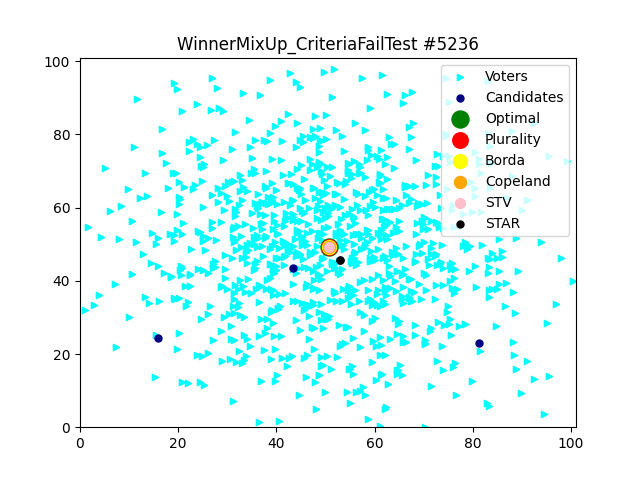 WinnerMixUp_CriteriaFailTest #5236
100
80
60
40
20
0
0
20
40
60
80
100
Voters
Candidates
Optimal
Plurality
Borda
Copeland
STV
STAR